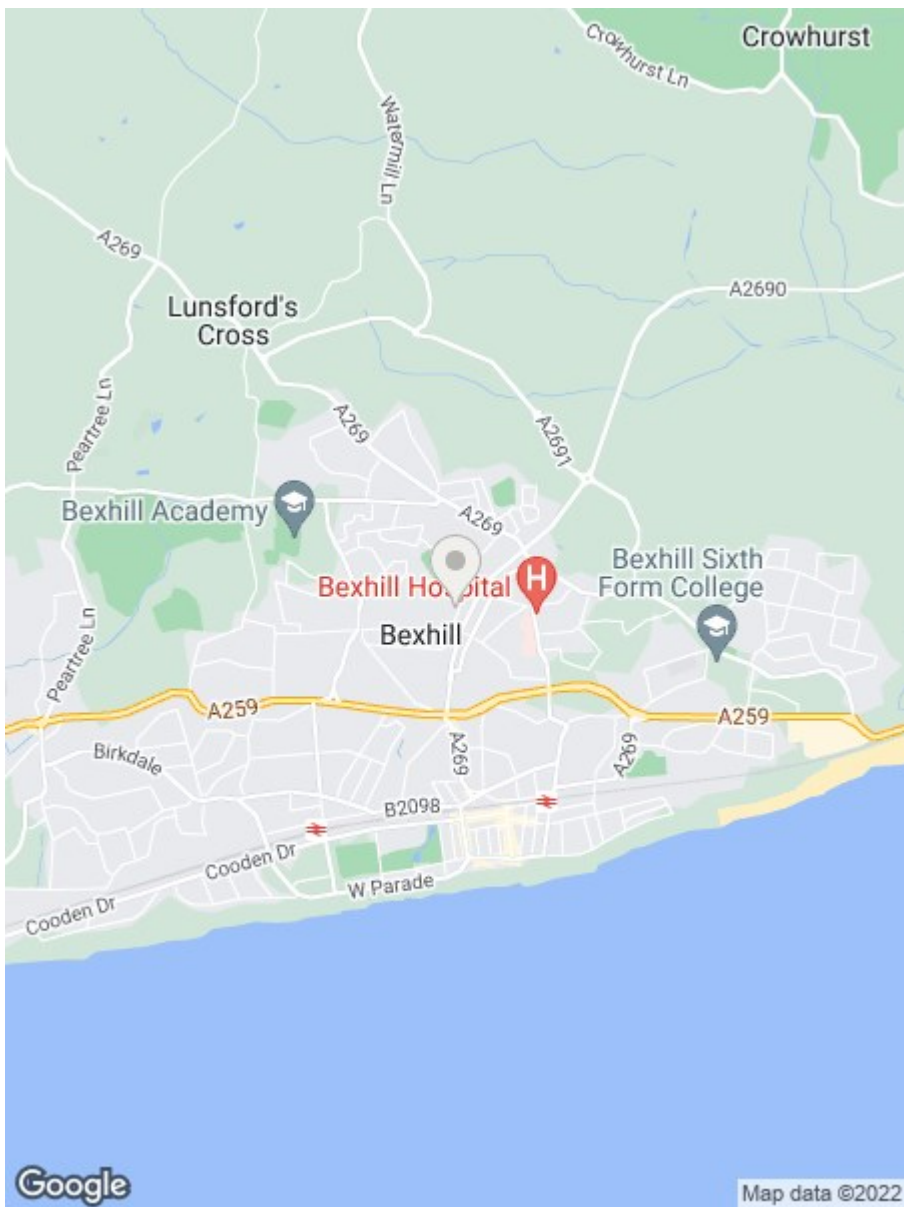 Crowhurst
Crowhurst Ln
Watermill Ln
A269
A2690
Lunsford's
Cross
Peartree Ln
A269
A2691
Bexhill Academy
A269
Bexhill Sixth
Form College
Bexhill Hospital
H
Bexhill
Peartree Ln
A259
A259
Birkdale
A269
A269
B2098
Cooden Dr
W Parade
Cooden Dr
Google
Map data ©2022